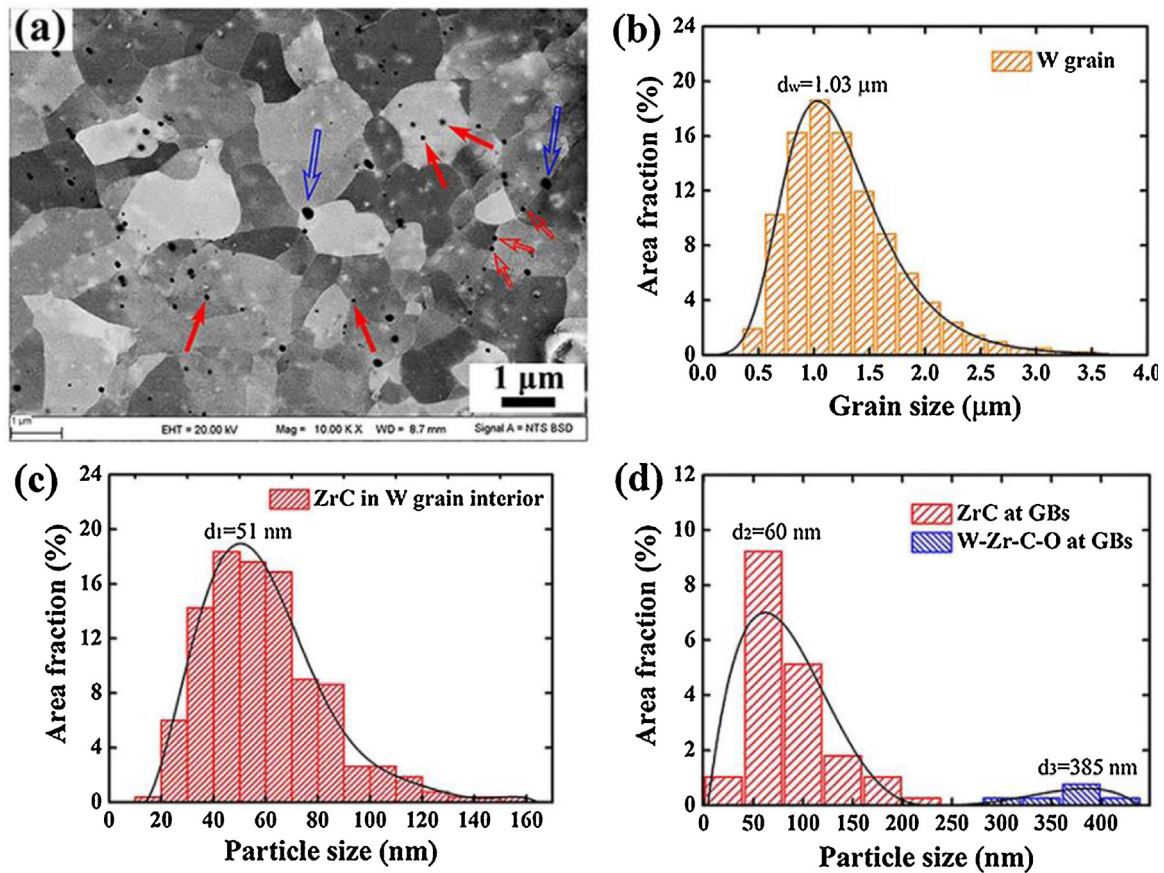 (a)
1 μm
1 μm
EHT = 20.00 kV Mag = 10.00 K X WD = 8.7 mm Signal A = NTS BSD
(b)
W grain
dw=1.03 μm
Area fraction (%)
24
20
16
12
8
4
0
0.0 0.5 1.0 1.5 2.0 2.5 3.0 3.5 4.0
Grain size (μm)
(c)
ZrC in W grain interior
d1=51 nm
Area fraction (%)
24
20
16
12
8
4
0
0 20 40 60 80 100 120 140 160
Particle size (nm)
(d)
ZrC at GBs
W-Zr-C-O at GBs
d2=60 nm
d3=385 nm
Area fraction (%)
12
10
8
6
4
2
0
0 50 100 150 200 250 300 350 400
Particle size (nm)